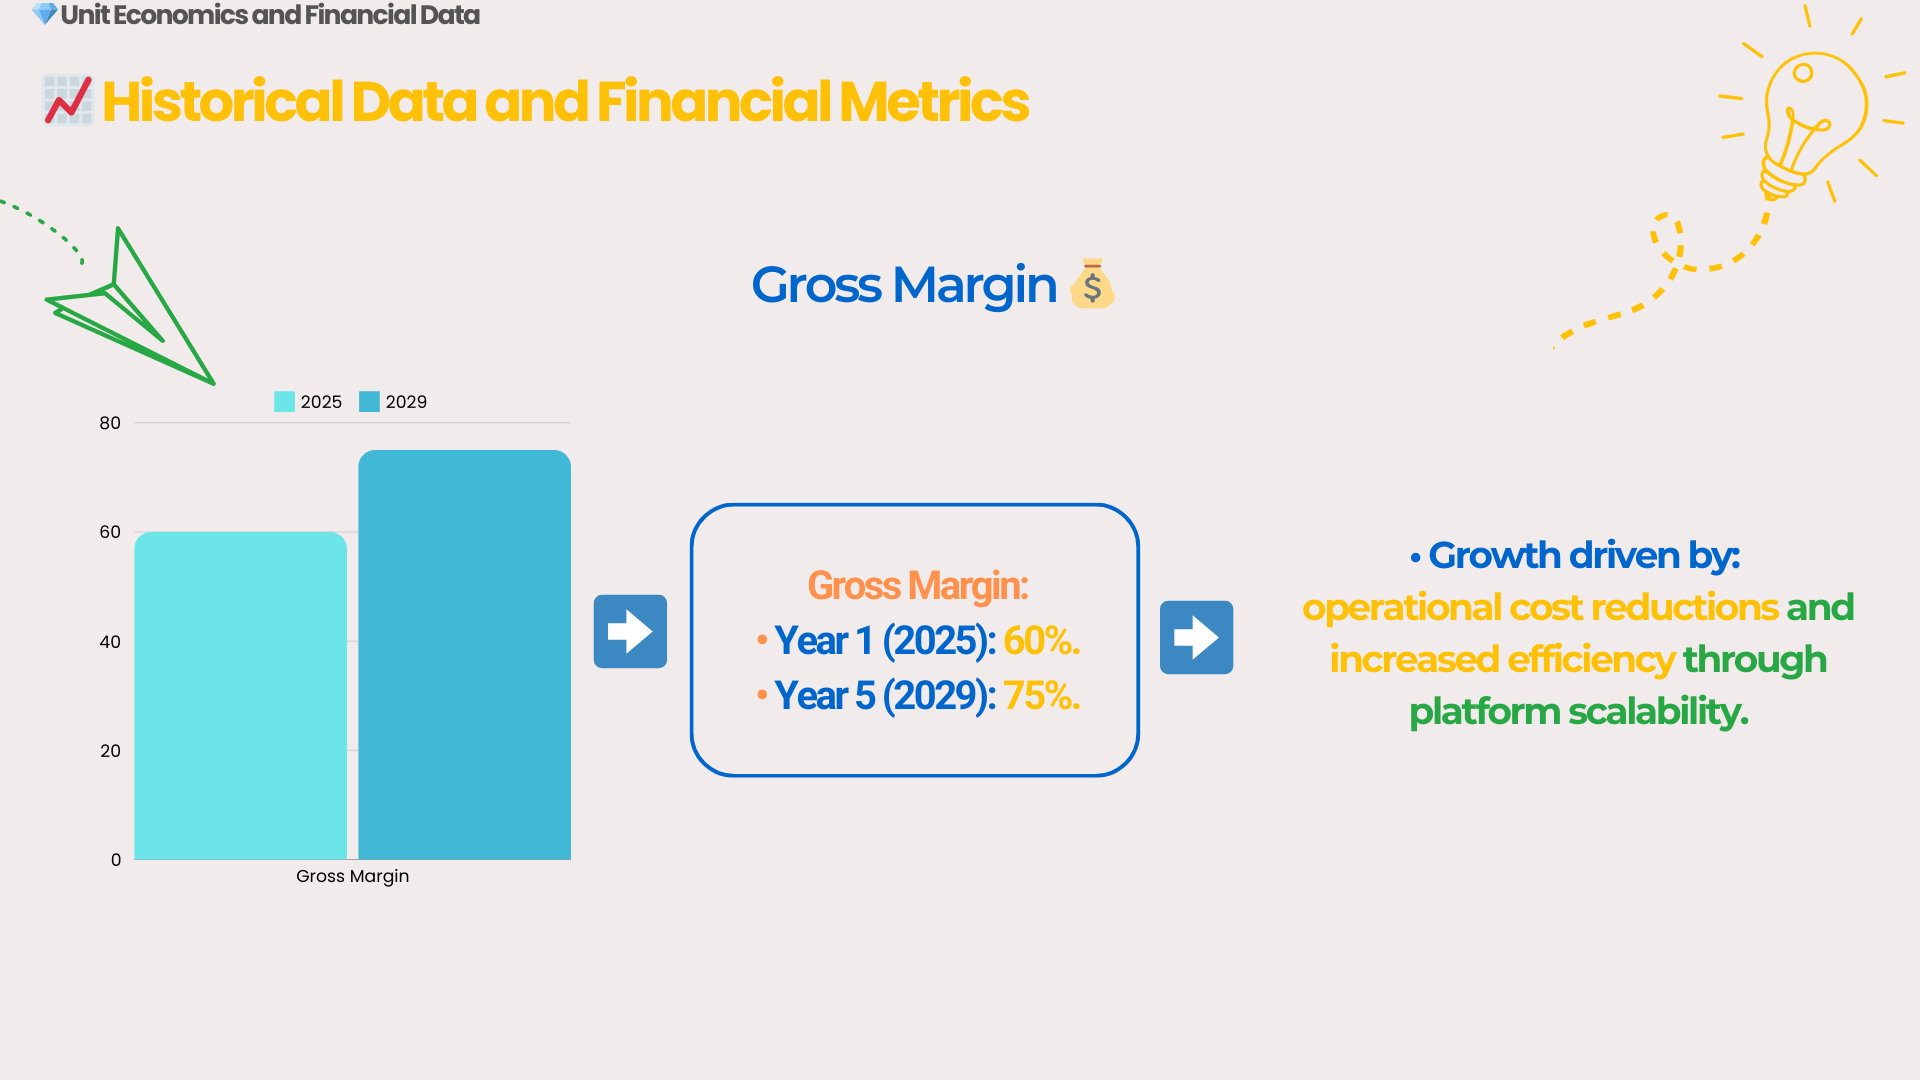 Unit Economics and Financial Data
Historical Data and Financial Metrics
Gross Margin
2025 2029
80
60
40
20
0
Gross Margin
Gross Margin:
• Year 1 (2025): 60%.
• Year 5 (2029): 75%.
• Growth driven by:
operational cost reductions and
increased efficiency through
platform scalability.